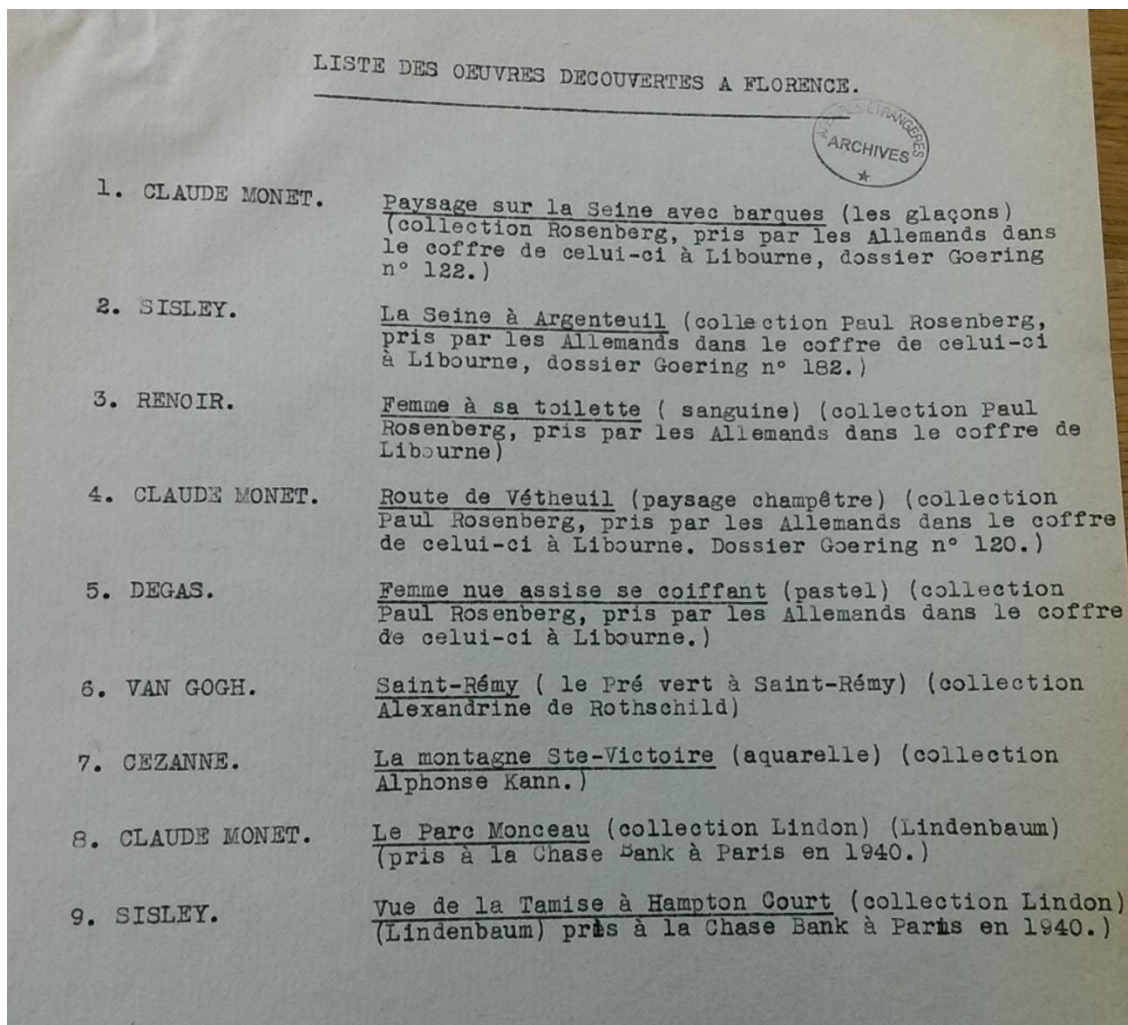 LISTE DES OEUVRES DECOUVERTES A FLORENCE.
AFFAIRES ETRANGERES
ARCHIVES
1. CLAUDE MONET. Paysage sur la Seine avec barques (les glaçons)
(collection Rosenberg, pris par les Allemands dans
le coffre de celui-ci à Libourne, dossier Goering
n° 122.)
2. SISLEY. La Seine à Argenteuil (collection Paul Rosenberg,
pris par les Allemands dans le coffre de celui-ci
à Libourne, dossier Goering n° 182.)
3. RENOIR. Femme à sa toilette ( sanguine) (collection Paul
Rosenberg, pris par les Allemands dans le coffre de
Libourne)
4. CLAUDE MONET. Route de Vétheuil (paysage champêtre) (collection
Paul Rosenberg, pris par les Allemands dans le coffre
de celui-ci à Libourne. Dossier Goering n° 120.)
5. DEGAS. Femme nue assise se coiffant (pastel) (collection
Paul Rosenberg, pris par les Allemands dans le coffre
de celui-ci à Libourne.)
6. VAN GOGH. Saint-Rémy ( le Pré vert à Saint-Rémy) (collection
Alexandrine de Rothschild)
7. CEZANNE. La montagne Ste-Victoire (aquarelle) (collection
Alphonse Kann.)
8. CLAUDE MONET. Le Parc Monceau (collection Lindon) (Lindenbaum)
(pris à la Chase Bank à Paris en 1940.)
9. SISLEY. Vue de la Tamise à Hampton Court (collection Lindon)
(Lindenbaum) pris à la Chase Bank à Paris en 1940.)